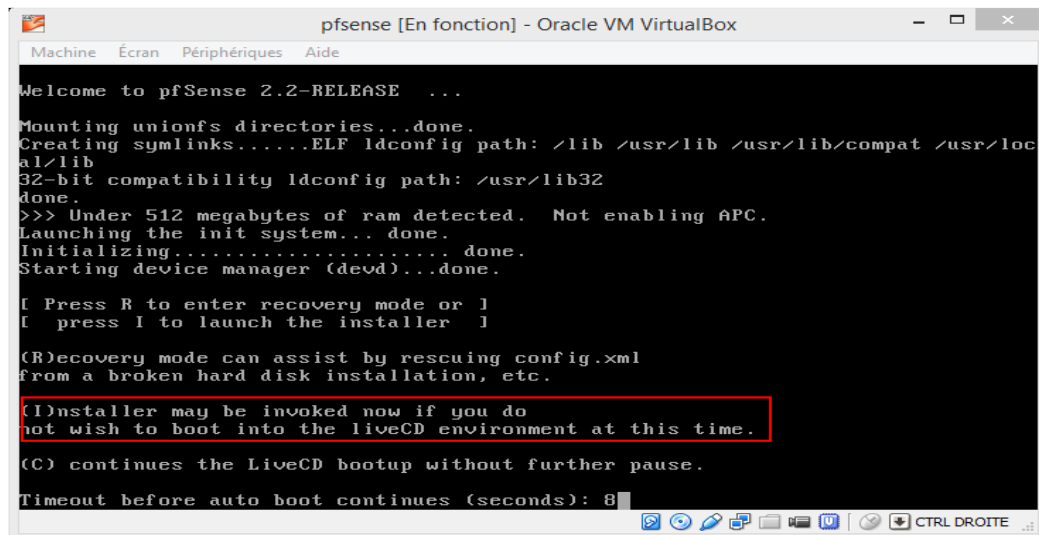 pfsense [En fonction] - Oracle VM VirtualBox
Machine Écran Périphériques Aide
Welcome to pfSense 2.2-RELEASE ...
Mounting unionfs directories...done.
Creating symlinks......ELF ldconfig path: /lib /usr/lib /usr/lib/compat /usr/loc
al/lib
32-bit compatibility ldconfig path: /usr/lib32
done.
>>> Under 512 megabytes of ram detected.  Not enabling APC.
Launching the init system... done.
Initializing...................... done.
Starting device manager (devd)...done.
[ Press R to enter recovery mode or ]
[  press I to launch the installer  ]
(R)ecovery mode can assist by rescuing config.xml
from a broken hard disk installation, etc.
(I)nstaller may be invoked now if you do
not wish to boot into the liveCD environment at this time.
(C) continues the LiveCD bootup without further pause.
Timeout before auto boot continues (seconds): 8
CTRL DROITE